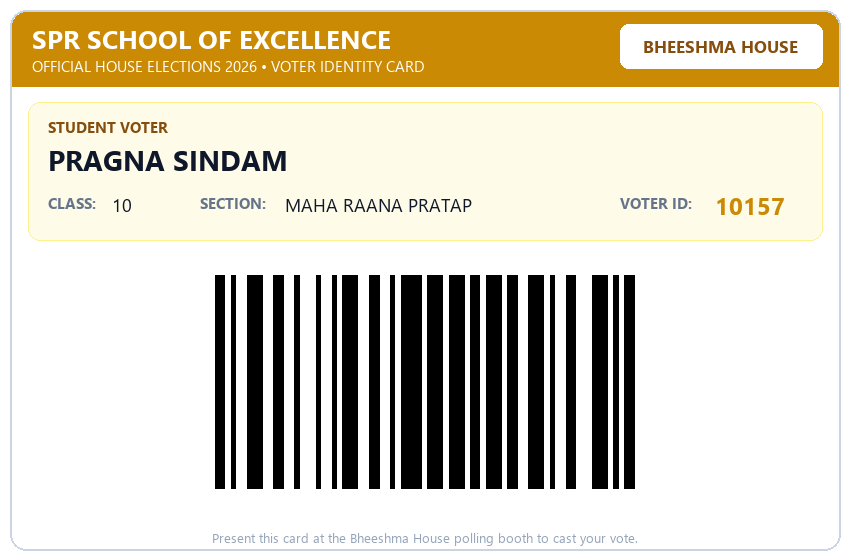 SPR SCHOOL OF EXCELLENCE
OFFICIAL HOUSE ELECTIONS 2026 • VOTER IDENTITY CARD
BHEESHMA HOUSE
STUDENT VOTER
PRAGNA SINDAM
CLASS: 10 SECTION: MAHA RAANA PRATAP VOTER ID: 10157
Present this card at the Bheeshma House polling booth to cast your vote.